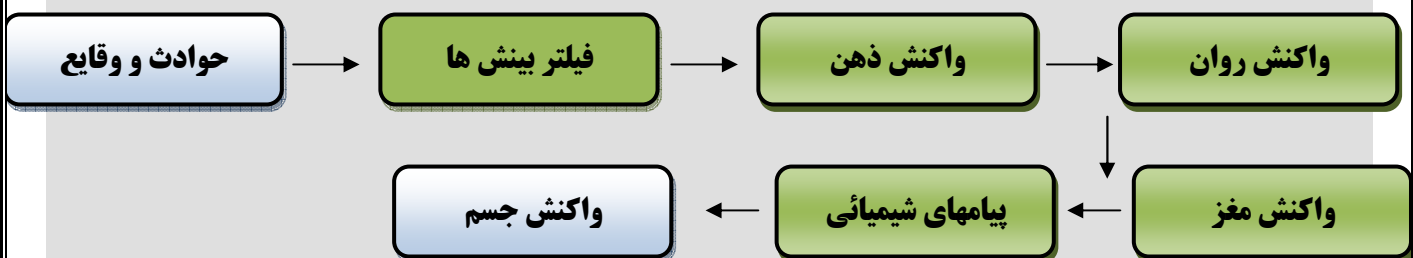 حوادث و وقایع
فیلتر بینش ها
واکنش ذهن
واکنش روان
واکنش مغز
پیامهای شیمیائی
واکنش جسم